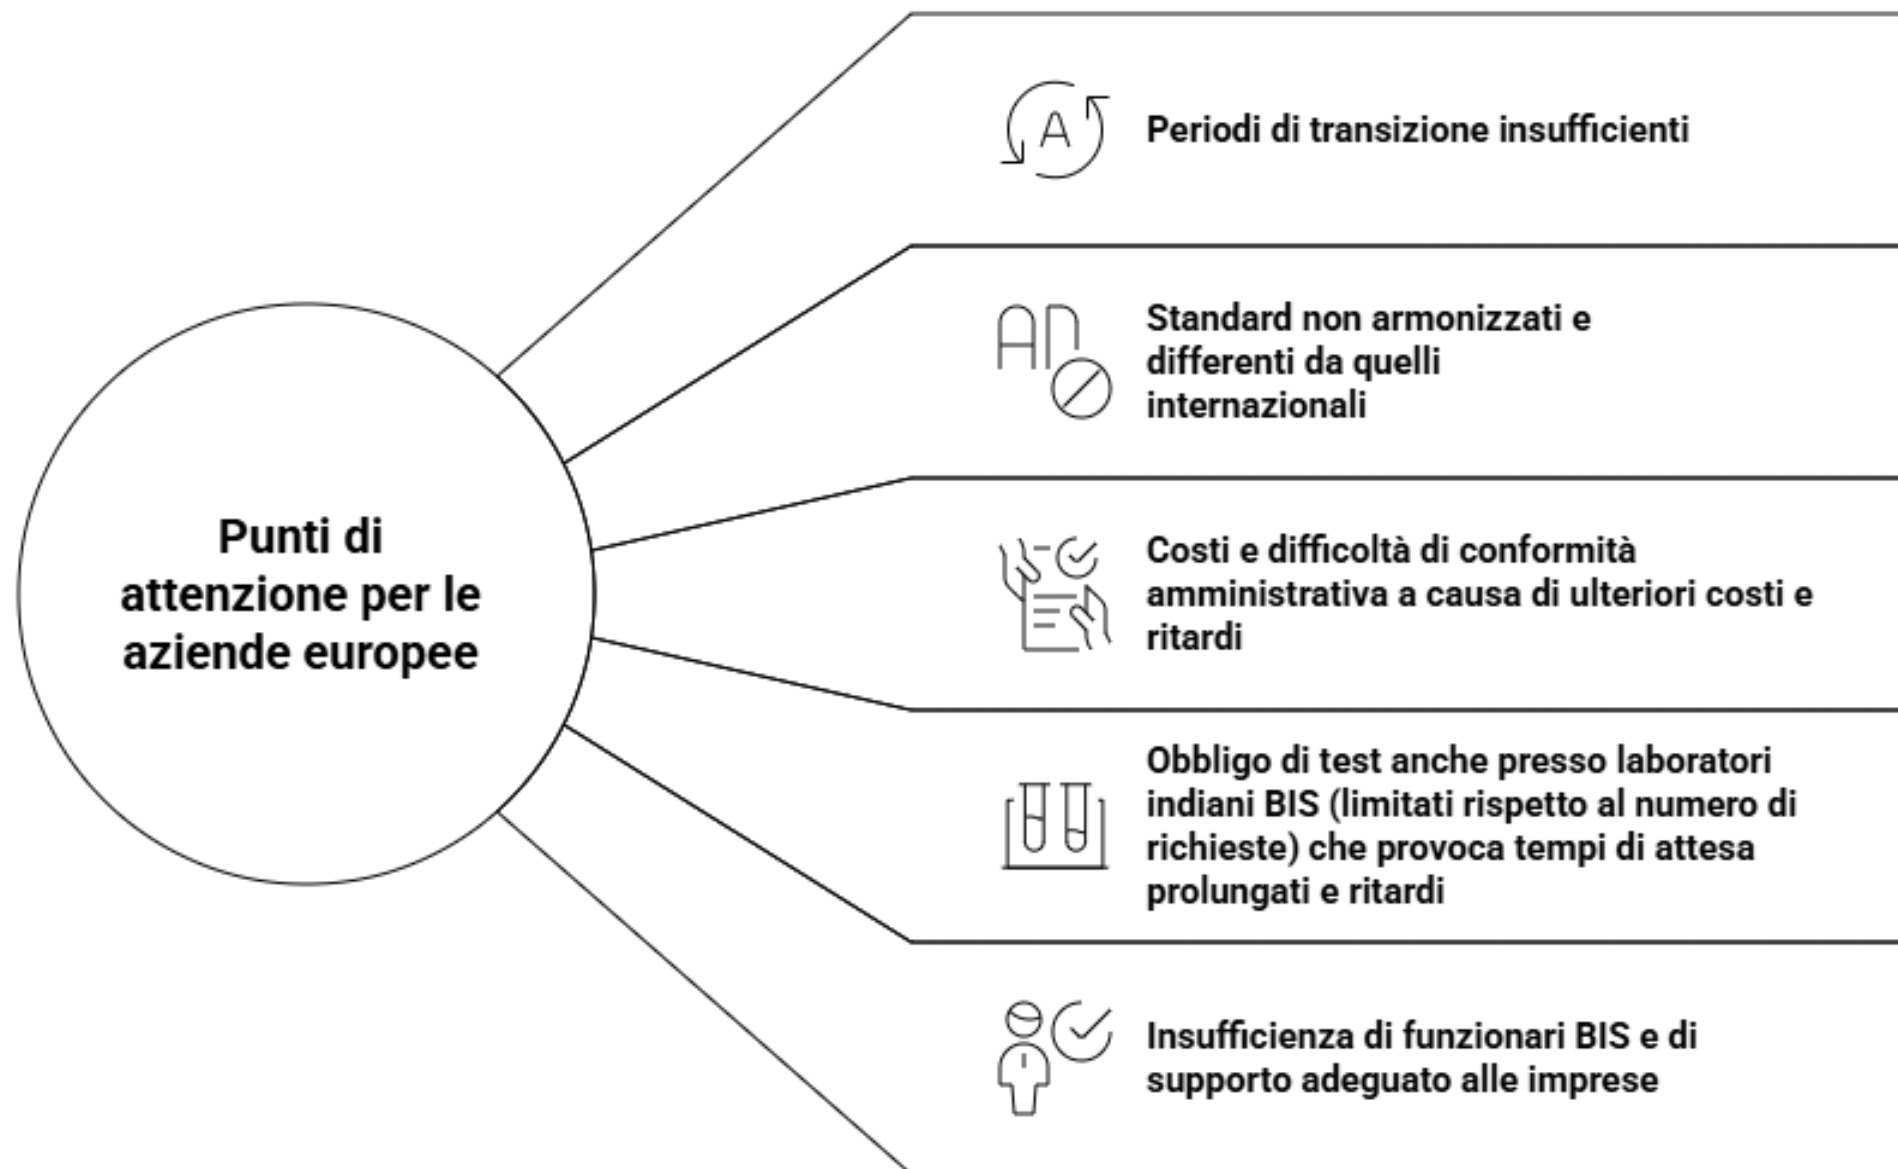 Punti di
attenzione per le
aziende europee
A
Periodi di transizione insufficienti
Standard non armonizzati e
differenti da quelli
internazionali
Costi e difficoltà di conformità
amministrativa a causa di ulteriori costi e
ritardi
Obbligo di test anche presso laboratori
indiani BIS (limitati rispetto al numero di
richieste) che provoca tempi di attesa
prolungati e ritardi
Insufficienza di funzionari BIS e di
supporto adeguato alle imprese